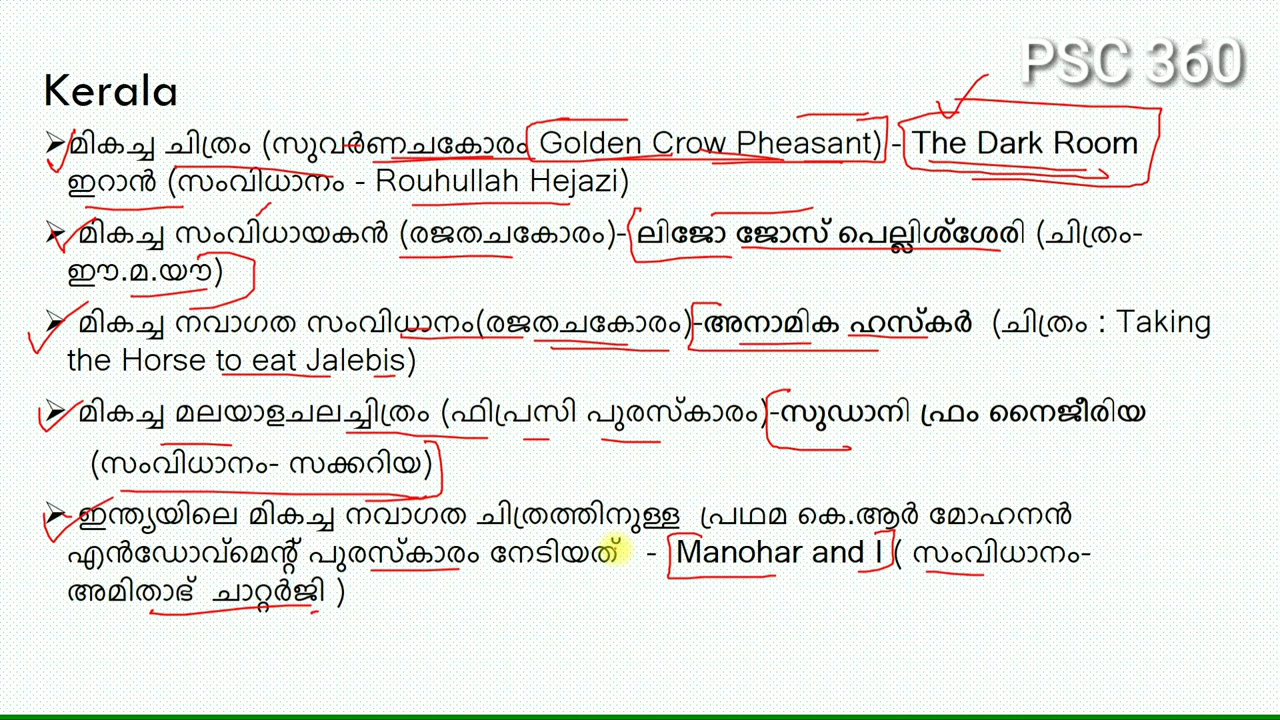 PSC 360
Kerala
➢മികച്ച ചിത്രം (സുവർണചകോരം Golden Crow Pheasant) - The Dark Room
ഇറാൻ (സംവിധാനം - Rouhullah Hejazi)
➢ മികച്ച സംവിധായകൻ (രജതചകോരം)-ലിജോ ജോസ് പെല്ലിശ്ശേരി (ചിത്രം-
ഈ.മ.യൗ)
➢ മികച്ച നവാഗത സംവിധാനം(രജതചകോരം)-അനാമിക ഹസ്കർ (ചിത്രം : Taking
the Horse to eat Jalebis)
➢ മികച്ച മലയാളചലച്ചിത്രം (ഫിപ്രസി പുരസ്കാരം)-സുഡാനി ഫ്രം നൈജീരിയ
(സംവിധാനം- സക്കറിയ)
➢ ഇന്ത്യയിലെ മികച്ച നവാഗത ചിത്രത്തിനുള്ള പ്രഥമ കെ.ആർ മോഹനൻ
എൻഡോവ്മെന്റ് പുരസ്കാരം നേടിയത് - Manohar and I ( സംവിധാനം-
അമിതാഭ് ചാറ്റർജി )